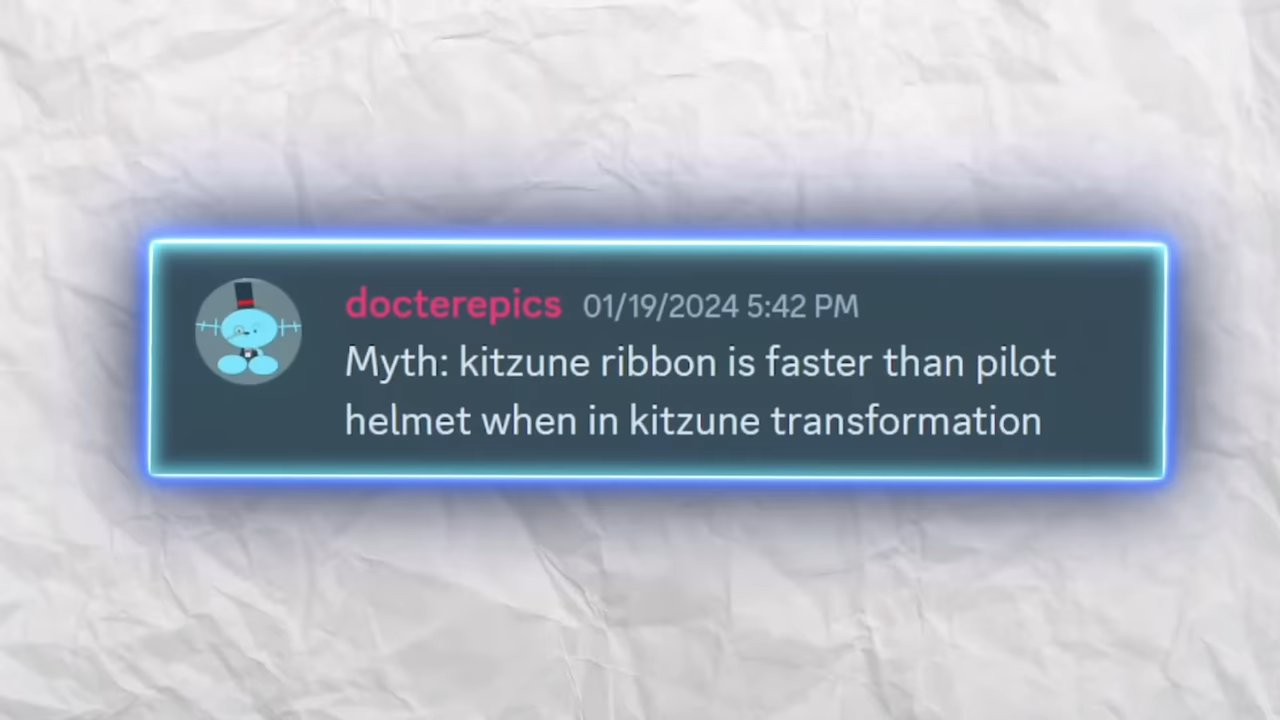 docterepics 01/19/2024 5:42 PM
Myth: kitzune ribbon is faster than pilot
helmet when in kitzune transformation